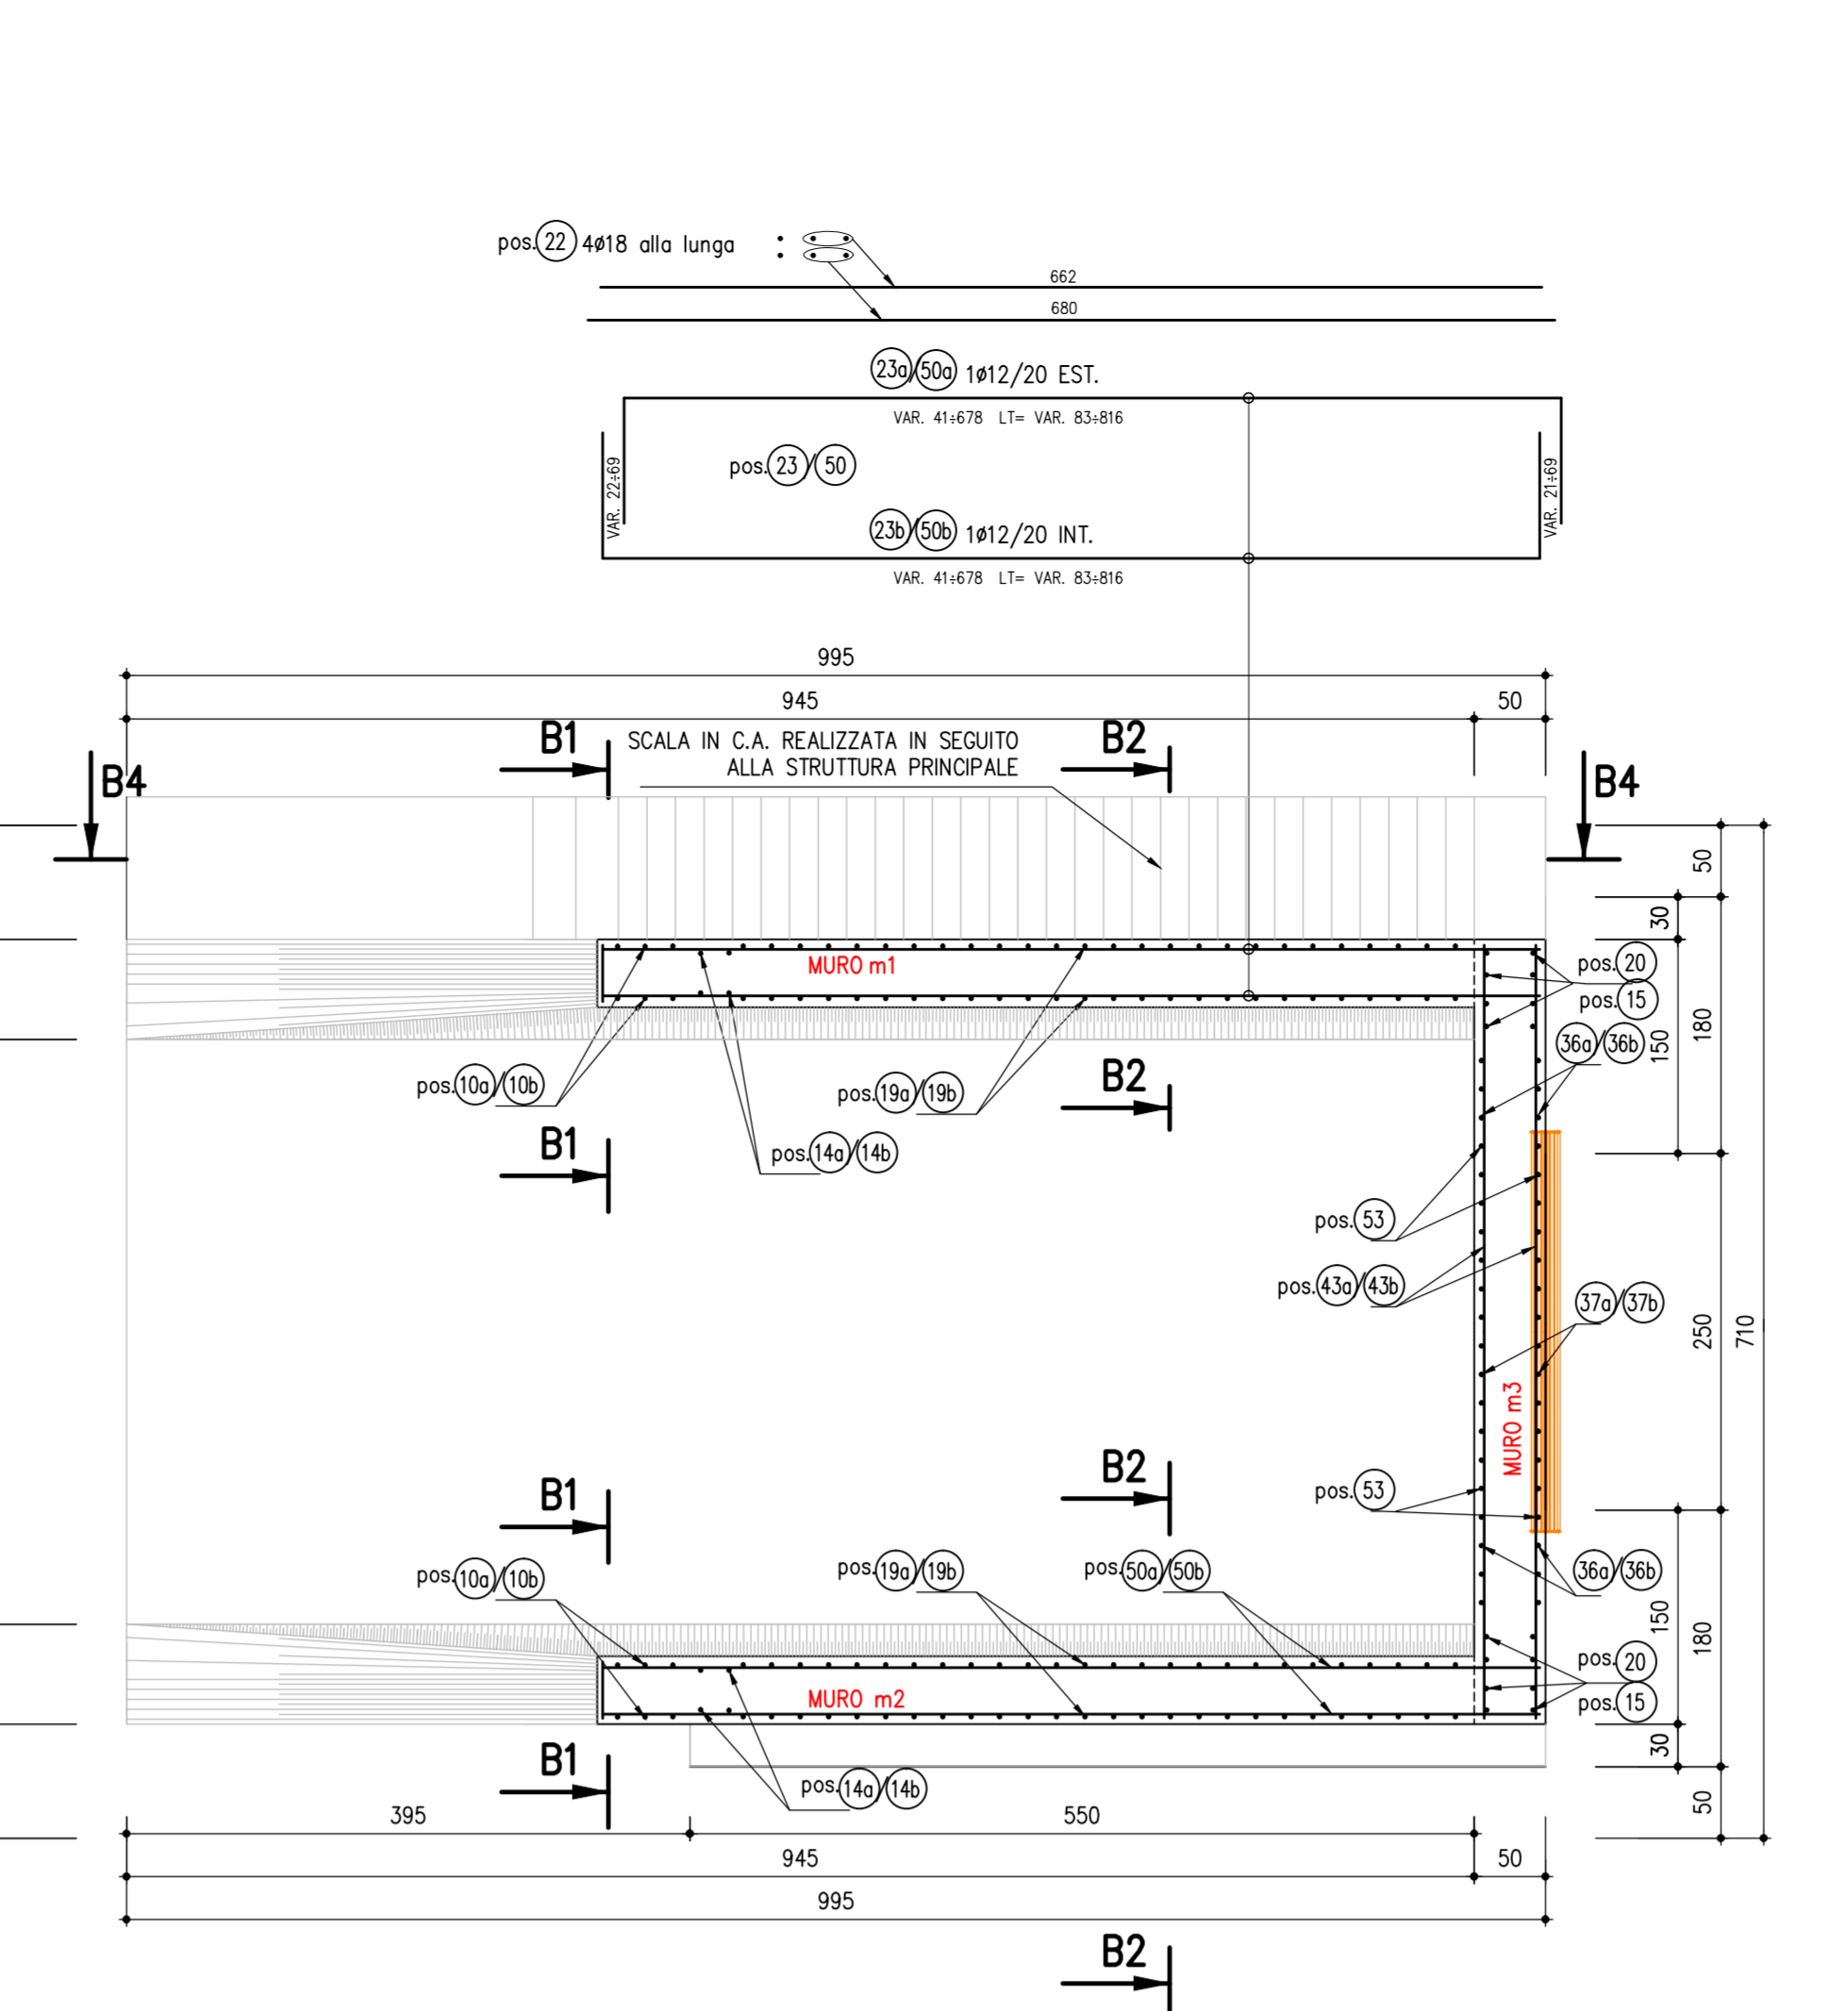 pos. 22 4ø18 alla lunga
662
680
23a/50a 1ø12/20 EST.
VAR. 41÷678 LT= VAR. 83÷816
VAR. 22÷69
pos. 23/50
VAR. 21÷69
23b/50b 1ø12/20 INT.
VAR. 41÷678 LT= VAR. 83÷816
995
945
50
B1
SCALA IN C.A. REALIZZATA IN SEGUITO
ALLA STRUTTURA PRINCIPALE
B2
B4
B4
50
30
MURO m1
pos. 20
pos. 15
180
150
36a/36b
pos. 10a/10b
pos. 19a/19b
B2
B1
pos. 14a/14b
pos. 53
pos. 43a/43b
37a/37b
250
710
MURO m3
B2
B1
pos. 53
pos. 10a/10b
pos. 19a/19b
pos. 50a/50b
36a/36b
150
180
pos. 20
MURO m2
pos. 15
30
B1
pos. 14a/14b
50
395
550
945
50
995
B2